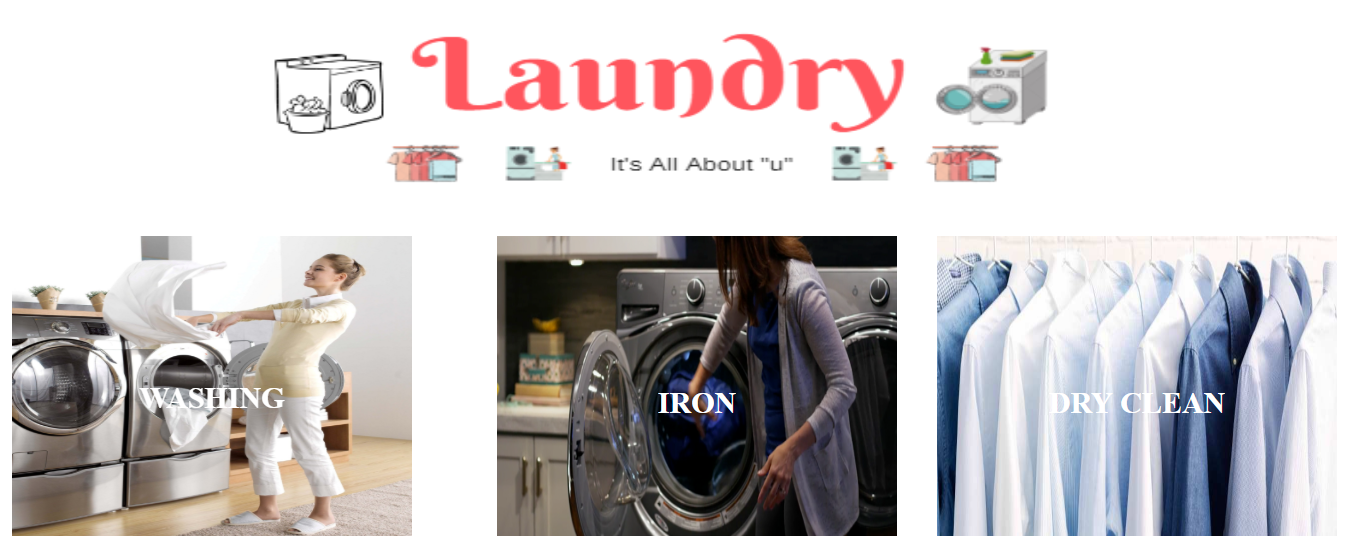 Laundry
It's All About "u"
WASHING
IRON
DRY CLEAN